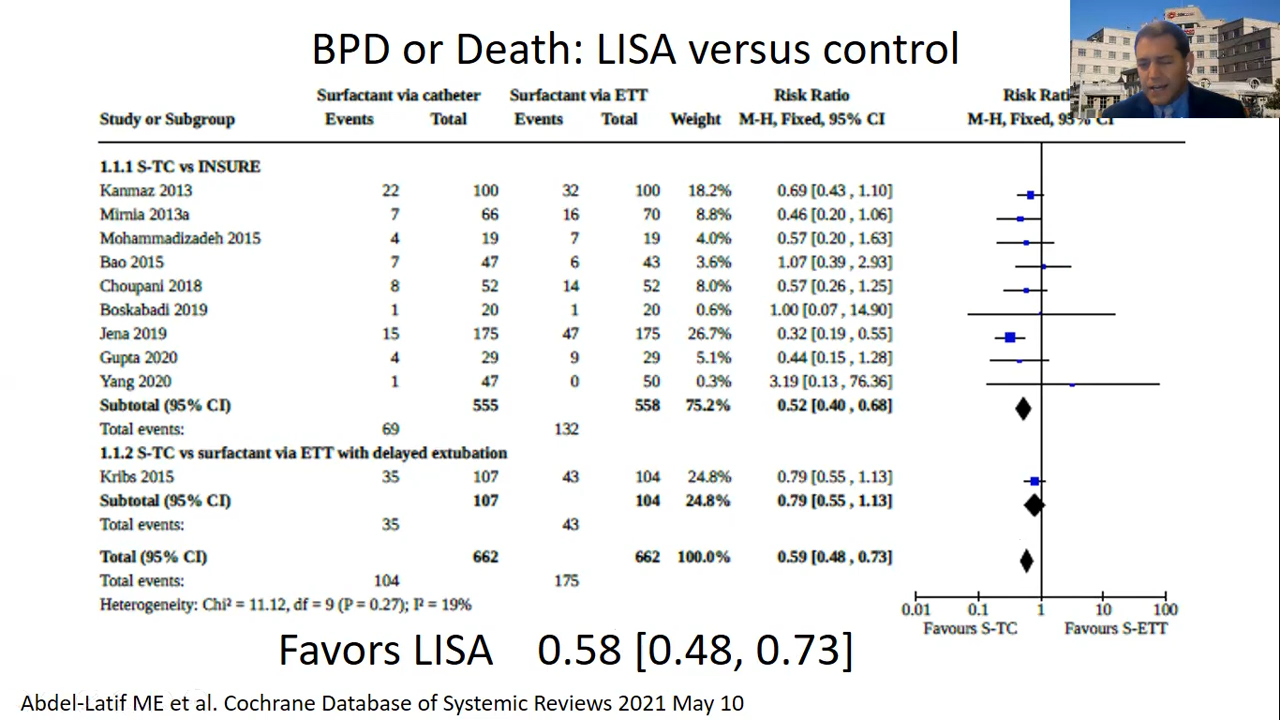 BPD or Death: LISA versus control
Surfactant via catheter Surfactant via ETT Risk Ratio
Study or Subgroup Events Total Events Total Weight M-H, Fixed, 95% CI M-H, Fixed, 95% CI
1.1.1 S-TC vs INSURE
Kanmaz 2013 22 100 32 100 18.2% 0.69 [0.43 , 1.10]
Mirnia 2013a 7 66 16 70 8.8% 0.46 [0.20 , 1.06]
Mohammadizadeh 2015 4 19 7 19 4.0% 0.57 [0.20 , 1.63]
Bao 2015 7 47 6 43 3.6% 1.07 [0.39 , 2.93]
Choupani 2018 8 52 14 52 8.0% 0.57 [0.26 , 1.25]
Boskabadi 2019 1 20 1 20 0.6% 1.00 [0.07 , 14.90]
Jena 2019 15 175 47 175 26.7% 0.32 [0.19 , 0.55]
Gupta 2020 4 29 9 29 5.1% 0.44 [0.15 , 1.28]
Yang 2020 1 47 0 50 0.3% 3.19 [0.13 , 76.36]
Subtotal (95% CI) 555 558 75.2% 0.52 [0.40 , 0.68]
Total events: 69 132
1.1.2 S-TC vs surfactant via ETT with delayed extubation
Kribs 2015 35 107 43 104 24.8% 0.79 [0.55 , 1.13]
Subtotal (95% CI) 107 104 24.8% 0.79 [0.55 , 1.13]
Total events: 35 43
Total (95% CI) 662 662 100.0% 0.59 [0.48 , 0.73]
Total events: 104 175
Heterogeneity: Chi² = 11.12, df = 9 (P = 0.27); I² = 19%
0.01 0.1 1 10 100
Favours S-TC Favours S-ETT
Favors LISA 0.58 [0.48, 0.73]
Abdel-Latif ME et al. Cochrane Database of Systemic Reviews 2021 May 10